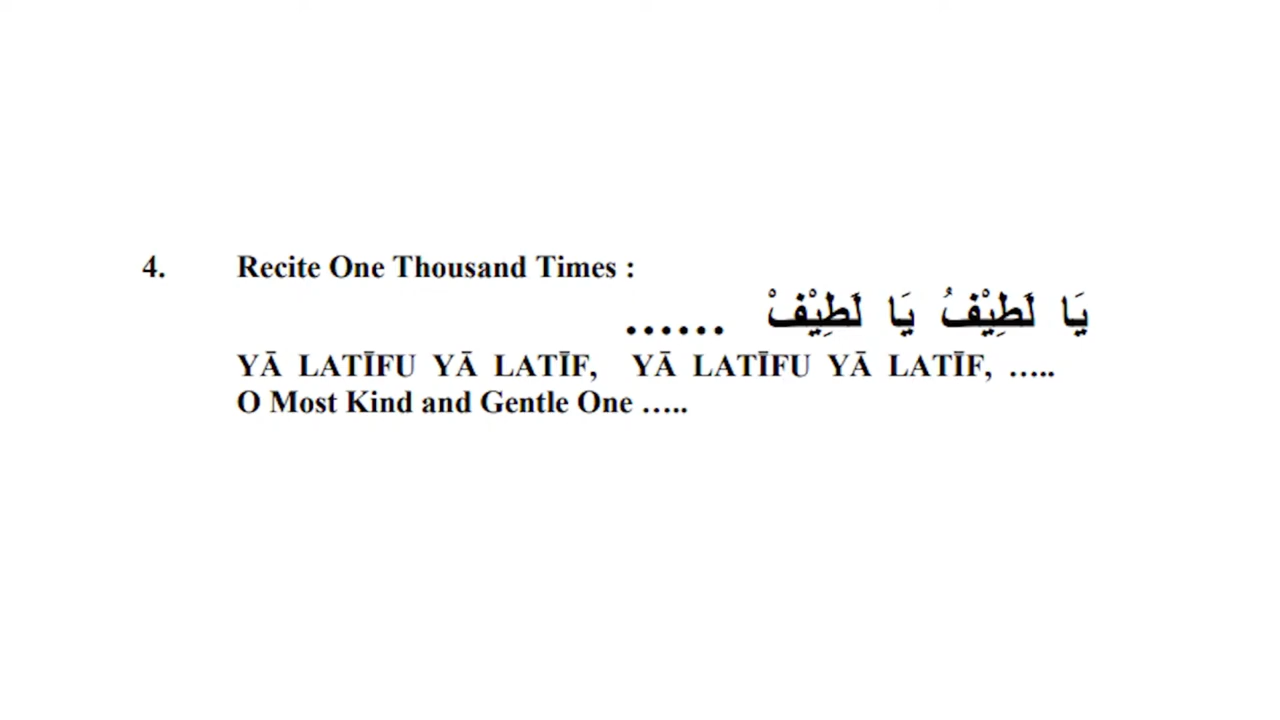 4. Recite One Thousand Times :
يَا لَطِيْفُ يَا لَطِيْفْ ......
YĀ LATĪFU YĀ LATĪF, YĀ LATĪFU YĀ LATĪF, .....
O Most Kind and Gentle One .....